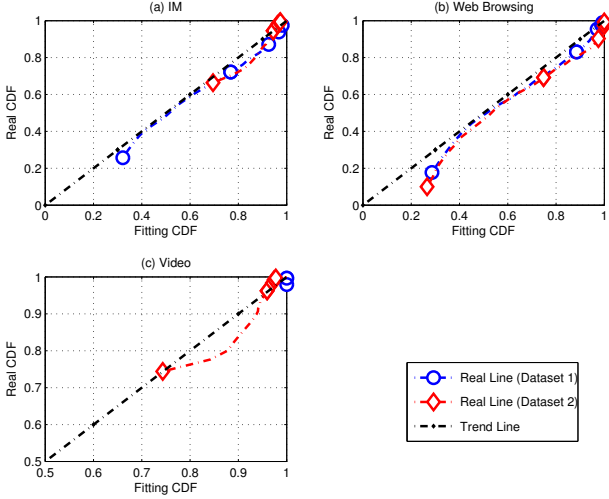 (a) IM
1
0.8
0.6
0.4
0.2
0
0 0.2 0.4 0.6 0.8 1
Real CDF
Fitting CDF
(b) Web Browsing
1
0.8
0.6
0.4
0.2
0
0 0.2 0.4 0.6 0.8 1
Real CDF
Fitting CDF
(c) Video
1
0.9
0.8
0.7
0.6
0.5
0.5 0.6 0.7 0.8 0.9 1
Real CDF
Fitting CDF
Real Line (Dataset 1)
Real Line (Dataset 2)
Trend Line